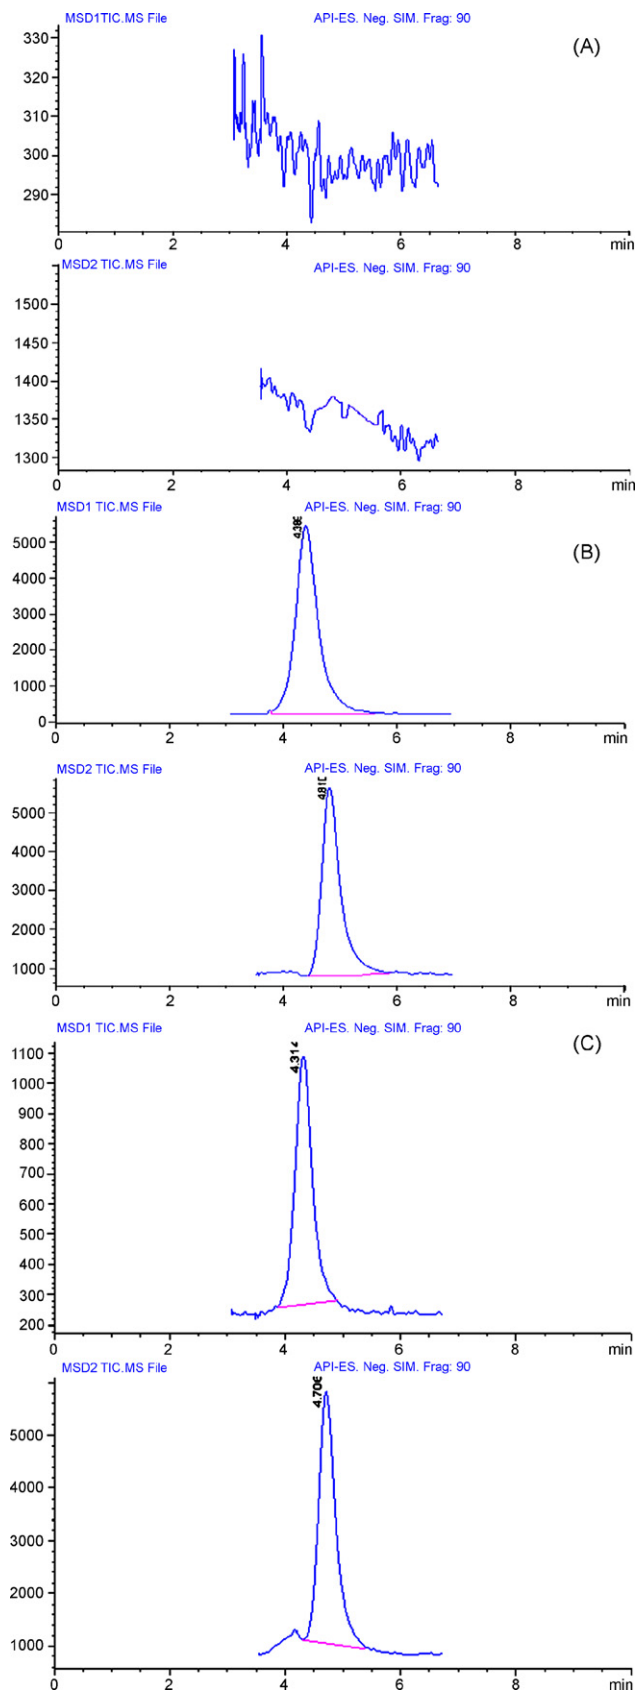 MSD1TIC.MS File API-ES. Neg. SIM. Frag: 90
(A)
330
320
310
300
290
0 2 4 6 8 min
MSD2 TIC.MS File API-ES. Neg. SIM. Frag: 90
1500
1450
1400
1350
1300
0 2 4 6 8 min
MSD1 TIC.MS File API-ES. Neg. SIM. Frag: 90
(B)
5000
4000
3000
2000
1000
0
0 2 4 6 8 min
MSD2 TIC.MS File API-ES. Neg. SIM. Frag: 90
4.810
5000
4000
3000
2000
1000
0 2 4 6 8 min
MSD1 TIC.MS File API-ES. Neg. SIM. Frag: 90
(C)
4.314
1100
1000
900
800
700
600
500
400
300
200
0 2 4 6 8 min
MSD2 TIC.MS File API-ES. Neg. SIM. Frag: 90
4.706
5000
4000
3000
2000
1000
0 2 4 6 8 min